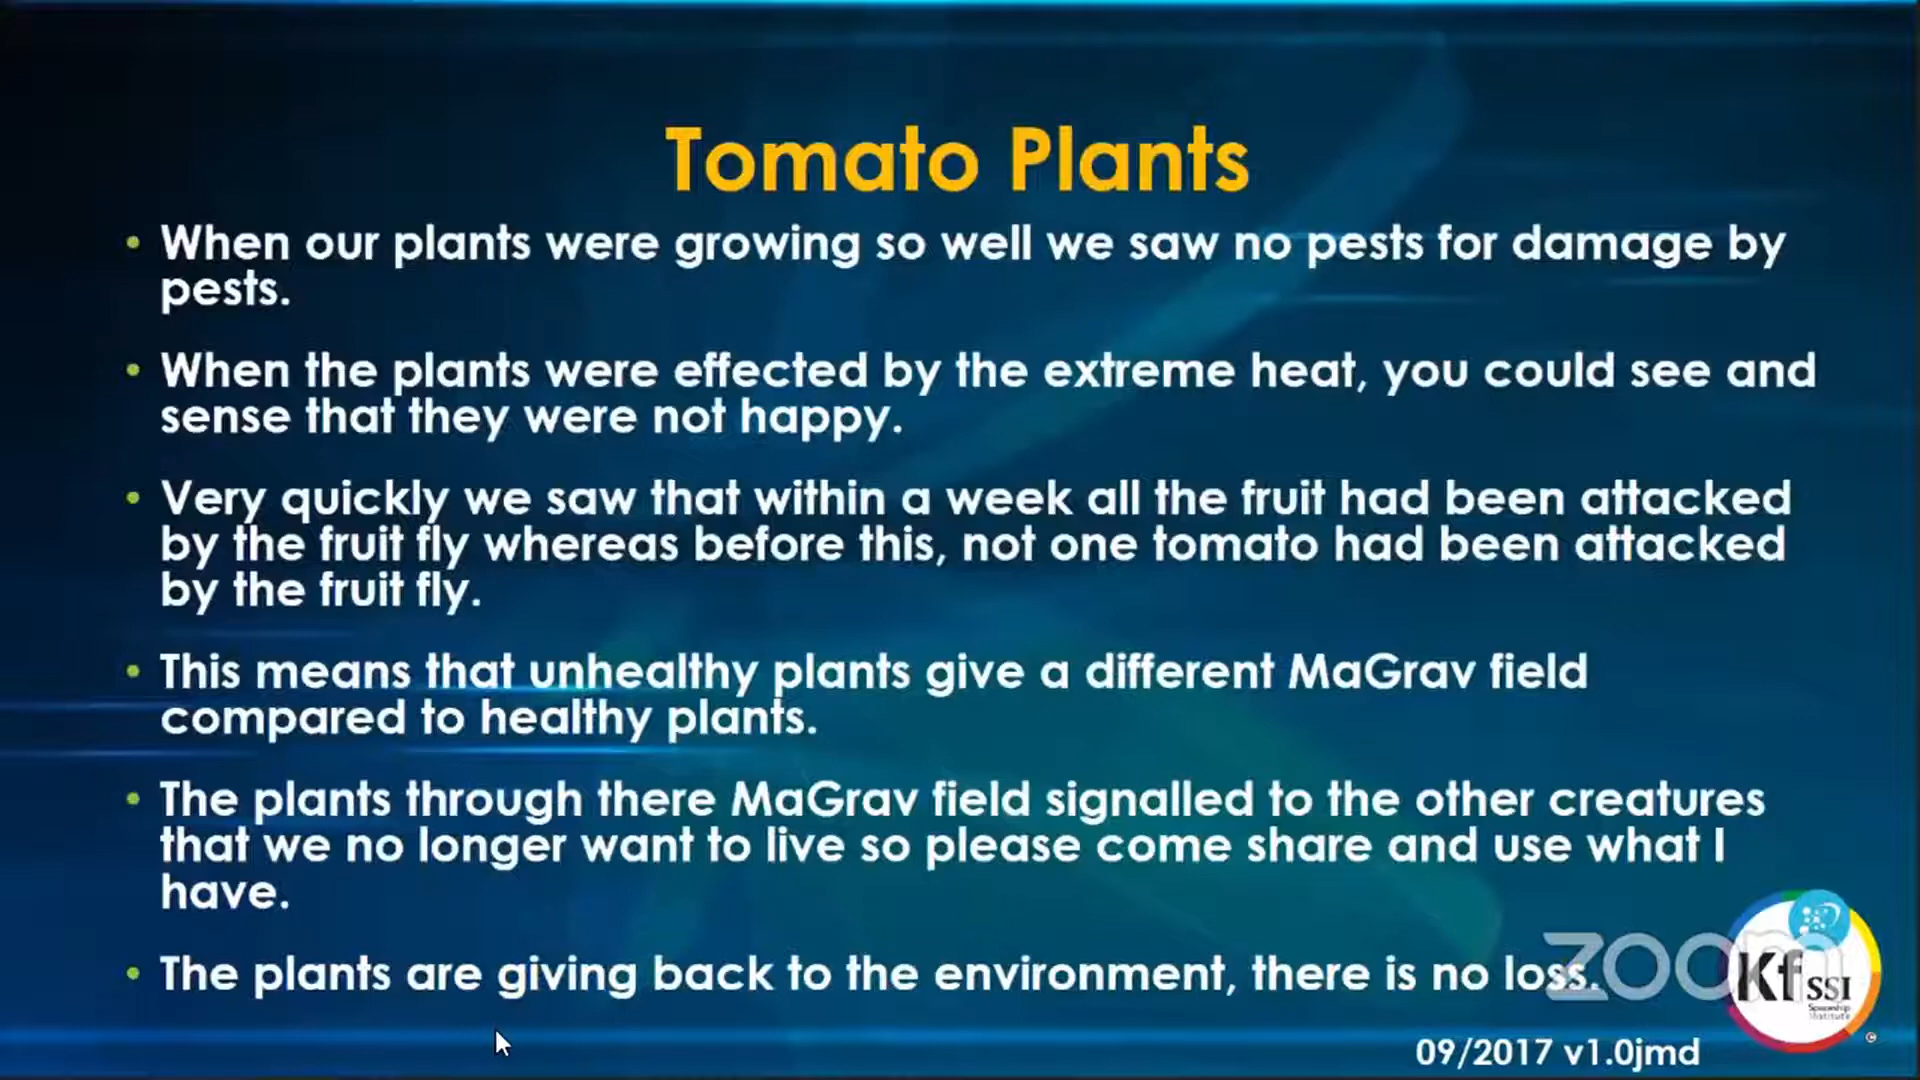 Tomato Plants
• When our plants were growing so well we saw no pests for damage by
pests.
• When the plants were effected by the extreme heat, you could see and
sense that they were not happy.
• Very quickly we saw that within a week all the fruit had been attacked
by the fruit fly whereas before this, not one tomato had been attacked
by the fruit fly.
• This means that unhealthy plants give a different MaGrav field
compared to healthy plants.
• The plants through there MaGrav field signalled to the other creatures
that we no longer want to live so please come share and use what I
have.
• The plants are giving back to the environment, there is no loss.
zoom
Kf SSI
Spaceship
Institute
©
09/2017 v1.0jmd